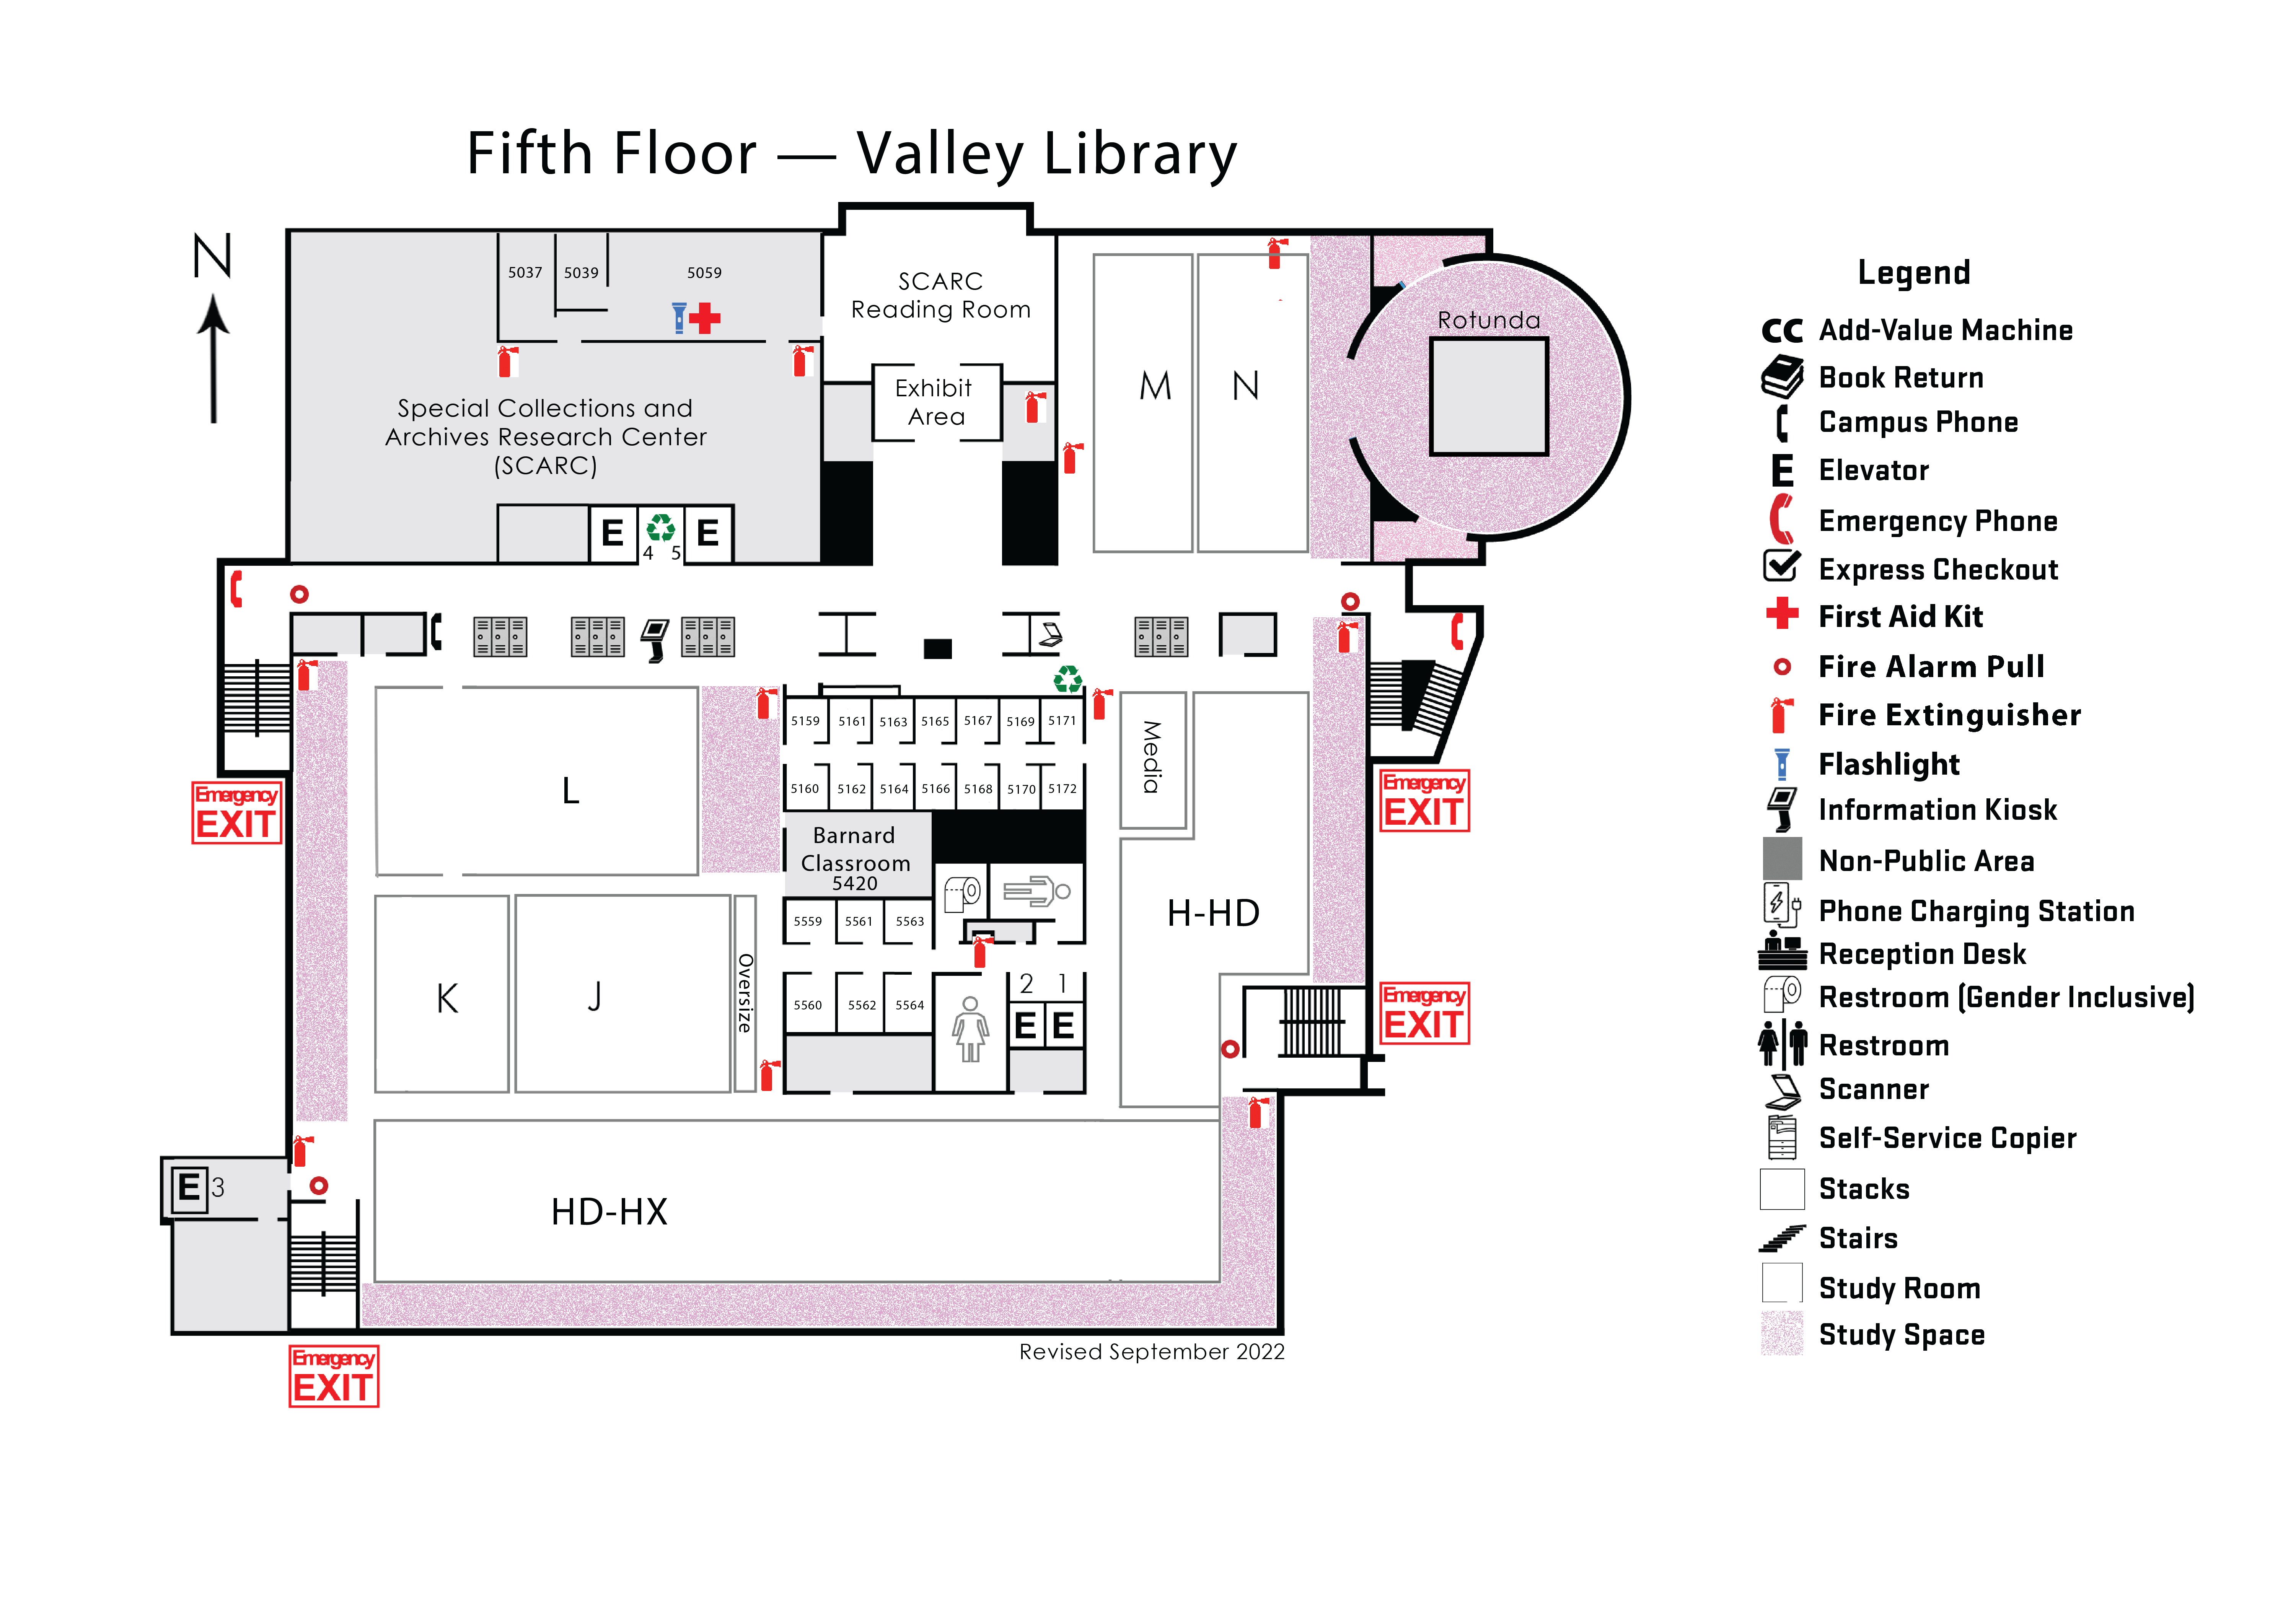 Fifth Floor — Valley Library
N
5037
5039
5059
SCARC
Reading Room
Exhibit
Area
Special Collections and
Archives Research Center
(SCARC)
E
4
5
E
M
N
Rotunda
L
5159
5161
5163
5165
5167
5169
5171
5160
5162
5164
5166
5168
5170
5172
Media
Barnard
Classroom
5420
Emergency
EXIT
Emergency
EXIT
K
J
Oversize
5559
5561
5563
5560
5562
5564
2
1
E
E
H-HD
Emergency
EXIT
E
3
HD-HX
Revised September 2022
Emergency
EXIT
Legend
CC Add-Value Machine
Book Return
Campus Phone
E Elevator
Emergency Phone
Express Checkout
First Aid Kit
Fire Alarm Pull
Fire Extinguisher
Flashlight
Information Kiosk
Non-Public Area
Phone Charging Station
Reception Desk
Restroom (Gender Inclusive)
Restroom
Scanner
Self-Service Copier
Stacks
Stairs
Study Room
Study Space